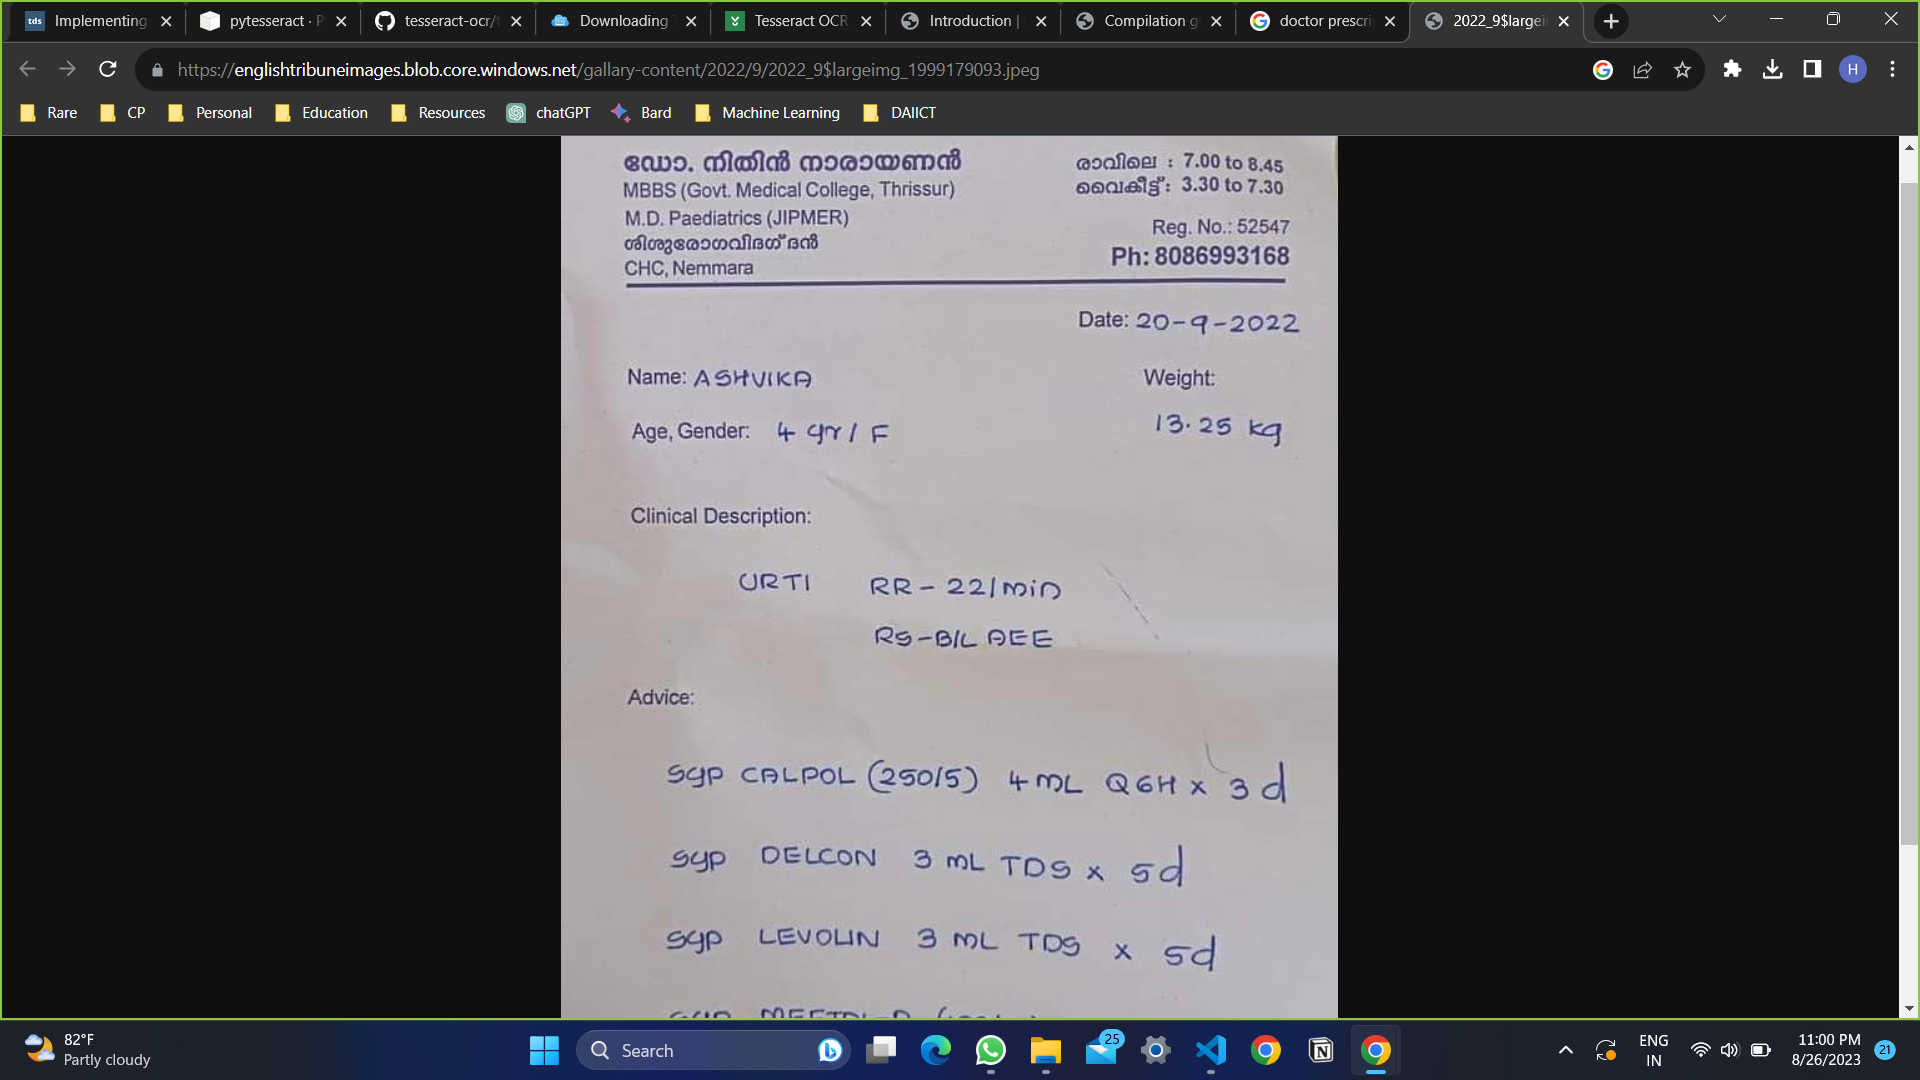 Implementing
pytesseract · P
tesseract-ocr/t
Downloading
Tesseract OCR
Introduction |
Compilation g
doctor prescri
2022_9$largei
https://englishtribuneimages.blob.core.windows.net/gallary-content/2022/9/2022_9$largeimg_1999179093.jpeg
H
Rare CP Personal Education Resources chatGPT Bard Machine Learning DAIICT
ഡോ. നിതിൻ നാരായണൻ രാവിലെ : 7.00 to 8.45
MBBS (Govt. Medical College, Thrissur) വൈകീട്ട് : 3.30 to 7.30
M.D. Paediatrics (JIPMER) Reg. No.: 52547
ശിശുരോഗവിദഗ്ദൻ Ph: 8086993168
CHC, Nemmara
Date: 20-9-2022
Name: ASHVIKA Weight:
Age, Gender: 4 yr / F 13.25 kg
Clinical Description:
URTI RR - 22/min
RS - B/L AEE
Advice:
Syp CALPOL (250/5) 4 mL Q6H x 3 d
Syp DELCON 3 mL TDS x 5d
Syp LEVOLIN 3 mL TDS x 5d
82°F
Partly cloudy
Search
25
ENG
IN
11:00 PM
8/26/2023
21